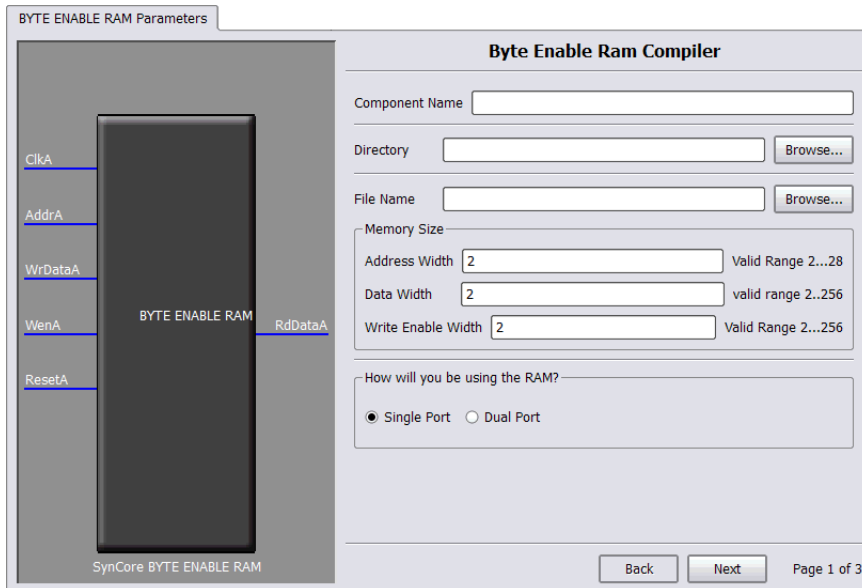 BYTE ENABLE RAM Parameters
ClkA
AddrA
WrDataA
WenA
ResetA
BYTE ENABLE RAM
RdDataA
SynCore BYTE ENABLE RAM
Byte Enable Ram Compiler
Component Name
Directory Browse...
File Name Browse...
Memory Size
Address Width 2 Valid Range 2...28
Data Width 2 valid range 2..256
Write Enable Width 2 Valid Range 2...256
How will you be using the RAM?
Single Port Dual Port
Back Next Page 1 of 3